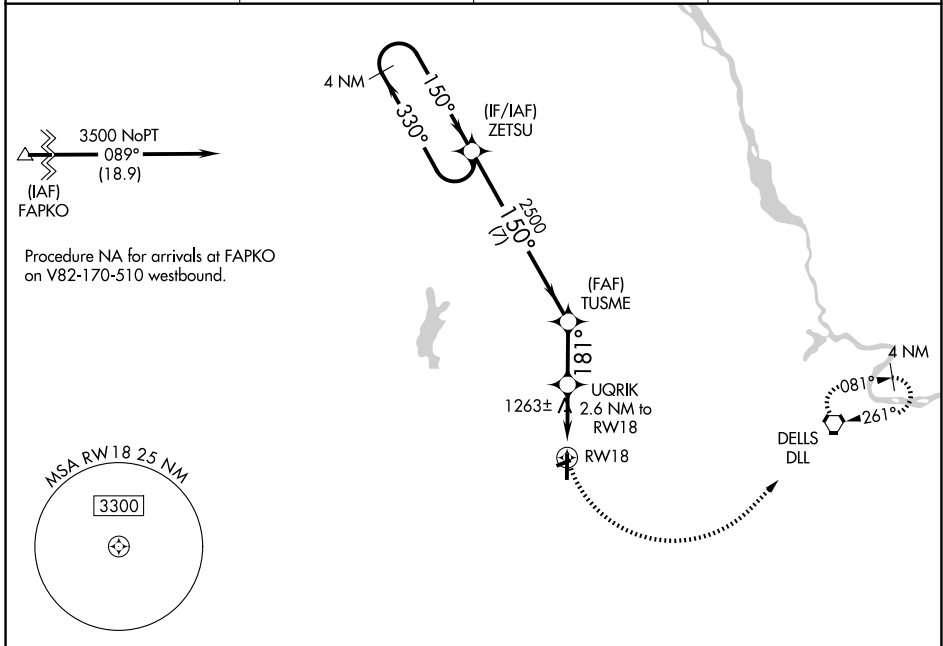 4 NM
150°
330°
(IF/IAF)
ZETSU
3500 NoPT
089°
(18.9)
(IAF)
FAPKO
Procedure NA for arrivals at FAPKO
on V82-170-510 westbound.
2500
150°
(7)
(FAF)
TUSME
181°
UQRIK
2.6 NM to
RW18
1263±
RW18
4 NM
081°
261°
DELLS
DLL
MSA RW18 25 NM
3300